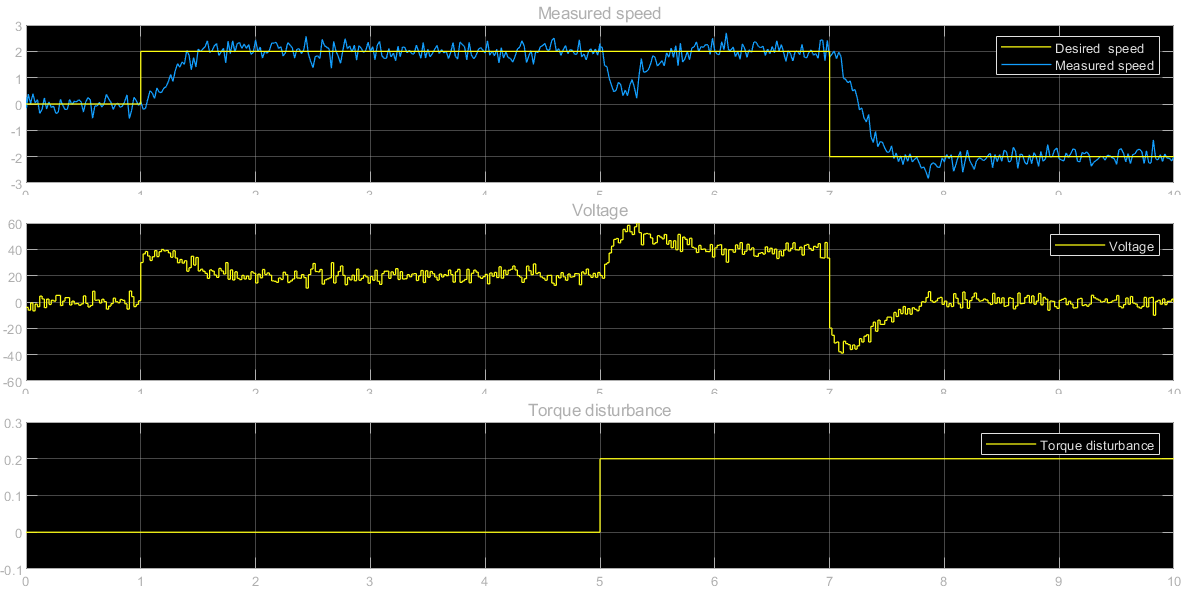 Measured speed
3
2
1
0
-1
-2
-3
Desired speed
Measured speed
0 1 2 3 4 5 6 7 8 9 10
Voltage
60
40
20
0
-20
-40
-60
Voltage
0 1 2 3 4 5 6 7 8 9 10
Torque disturbance
0.3
0.2
0.1
0
-0.1
Torque disturbance
0 1 2 3 4 5 6 7 8 9 10